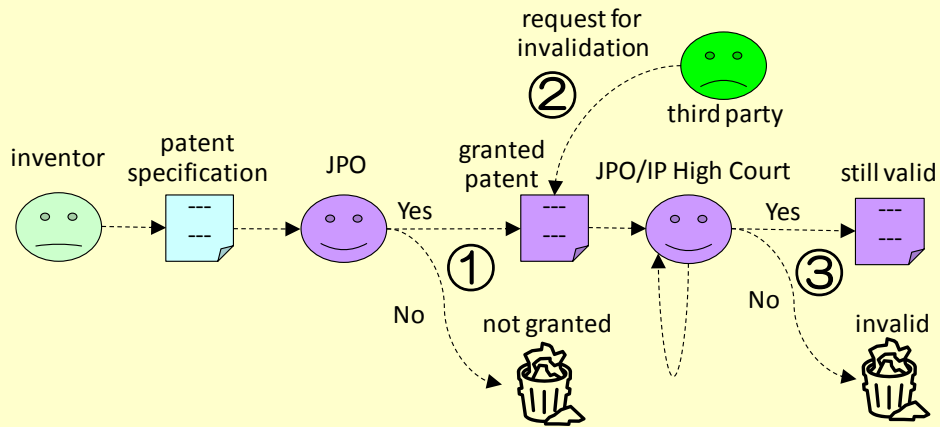 inventor
patent
specification
---
---
JPO
Yes
No
①
not granted
request for
invalidation
②
third party
granted
patent
---
---
JPO/IP High Court
Yes
No
③
still valid
---
---
invalid